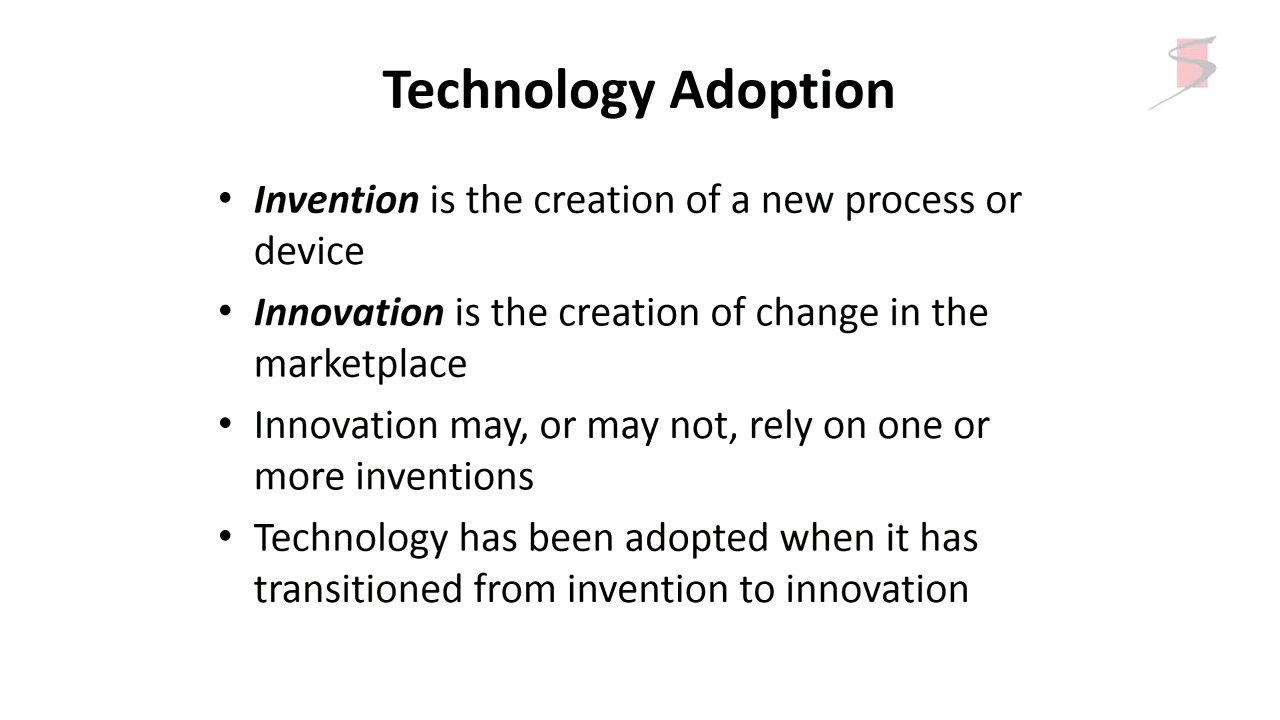 Technology Adoption
• Invention is the creation of a new process or
device
• Innovation is the creation of change in the
marketplace
• Innovation may, or may not, rely on one or
more inventions
• Technology has been adopted when it has
transitioned from invention to innovation